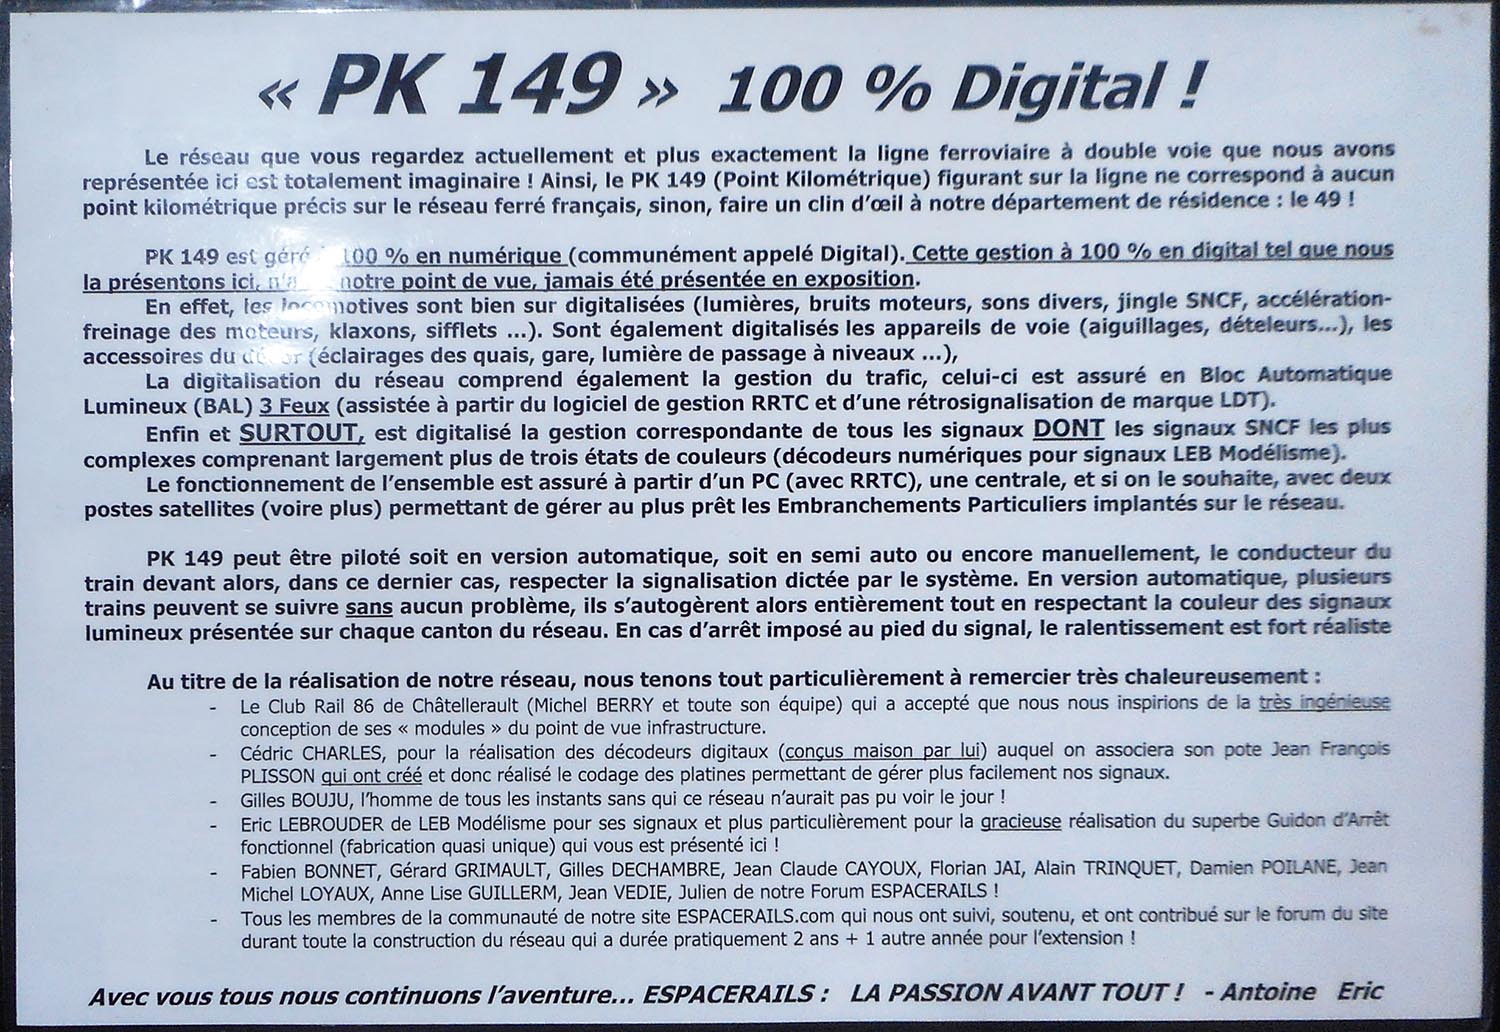 « PK 149 » 100 % Digital !
Le réseau que vous regardez actuellement et plus exactement la ligne ferroviaire à double voie que nous avons
représentée ici est totalement imaginaire ! Ainsi, le PK 149 (Point Kilométrique) figurant sur la ligne ne correspond à aucun
point kilométrique précis sur le réseau ferré français, sinon, faire un clin d'œil à notre département de résidence : le 49 !
PK 149 est géré 100 % en numérique (communément appelé Digital). Cette gestion à 100 % en digital tel que nous
la présentons ici, notre point de vue, jamais été présentée en exposition.
En effet, les locomotives sont bien sur digitalisées (lumières, bruits moteurs, sons divers, jingle SNCF, accélération-
freinage des moteurs, klaxons, sifflets ...). Sont également digitalisés les appareils de voie (aiguillages, dételeurs...), les
accessoires du décor (éclairages des quais, gare, lumière de passage à niveaux ...),
La digitalisation du réseau comprend également la gestion du trafic, celui-ci est assuré en Bloc Automatique
Lumineux (BAL) 3 Feux (assistée à partir du logiciel de gestion RRTC et d'une rétrosignalisation de marque LDT).
Enfin et SURTOUT, est digitalisé la gestion correspondante de tous les signaux DONT les signaux SNCF les plus
complexes comprenant largement plus de trois états de couleurs (décodeurs numériques pour signaux LEB Modélisme).
Le fonctionnement de l'ensemble est assuré à partir d'un PC (avec RRTC), une centrale, et si on le souhaite, avec deux
postes satellites (voire plus) permettant de gérer au plus prêt les Embranchements Particuliers implantés sur le réseau.
PK 149 peut être piloté soit en version automatique, soit en semi auto ou encore manuellement, le conducteur du
train devant alors, dans ce dernier cas, respecter la signalisation dictée par le système. En version automatique, plusieurs
trains peuvent se suivre sans aucun problème, ils s'autogèrent alors entièrement tout en respectant la couleur des signaux
lumineux présentée sur chaque canton du réseau. En cas d'arrêt imposé au pied du signal, le ralentissement est fort réaliste
Au titre de la réalisation de notre réseau, nous tenons tout particulièrement à remercier très chaleureusement :
- Le Club Rail 86 de Châtellerault (Michel BERRY et toute son équipe) qui a accepté que nous nous inspirions de la très ingénieuse
conception de ses « modules » du point de vue infrastructure.
- Cédric CHARLES, pour la réalisation des décodeurs digitaux (conçus maison par lui) auquel on associera son pote Jean François
PLISSON qui ont créé et donc réalisé le codage des platines permettant de gérer plus facilement nos signaux.
- Gilles BOUJU, l'homme de tous les instants sans qui ce réseau n'aurait pas pu voir le jour !
- Eric LEBROUDER de LEB Modélisme pour ses signaux et plus particulièrement pour la gracieuse réalisation du superbe Guidon d'Arrêt
fonctionnel (fabrication quasi unique) qui vous est présenté ici !
- Fabien BONNET, Gérard GRIMAULT, Gilles DECHAMBRE, Jean Claude CAYOUX, Florian JAI, Alain TRINQUET, Damien POILANE, Jean
Michel LOYAUX, Anne Lise GUILLERM, Jean VEDIE, Julien de notre Forum ESPACERAILS !
- Tous les membres de la communauté de notre site ESPACERAILS.com qui nous ont suivi, soutenu, et ont contribué sur le forum du site
durant toute la construction du réseau qui a durée pratiquement 2 ans + 1 autre année pour l'extension !
Avec vous tous nous continuons l'aventure... ESPACERAILS : LA PASSION AVANT TOUT ! - Antoine Eric